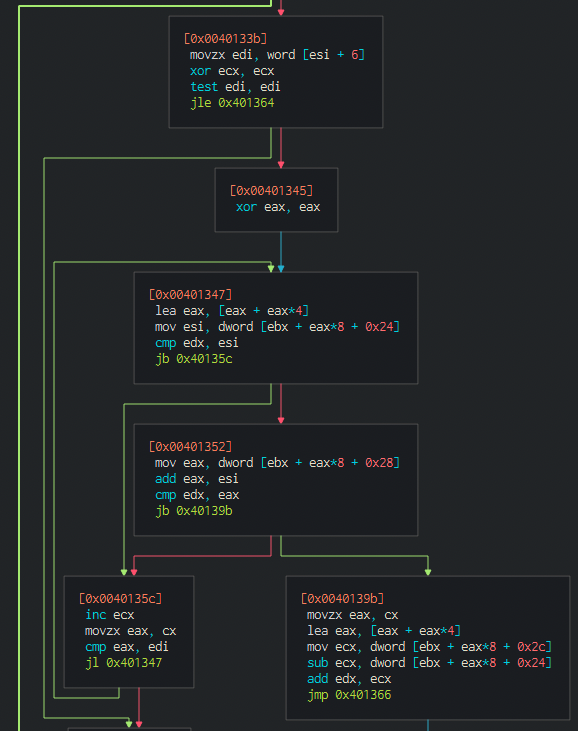 [0x0040133b]
movzx edi, word [esi + 6]
xor ecx, ecx
test edi, edi
jle 0x401364
[0x00401345]
xor eax, eax
[0x00401347]
lea eax, [eax + eax*4]
mov esi, dword [ebx + eax*8 + 0x24]
cmp edx, esi
jb 0x40135c
[0x00401352]
mov eax, dword [ebx + eax*8 + 0x28]
add eax, esi
cmp edx, eax
jb 0x40139b
[0x0040135c]
inc ecx
movzx eax, cx
cmp eax, edi
jl 0x401347
[0x0040139b]
movzx eax, cx
lea eax, [eax + eax*4]
mov ecx, dword [ebx + eax*8 + 0x2c]
sub ecx, dword [ebx + eax*8 + 0x24]
add edx, ecx
jmp 0x401366